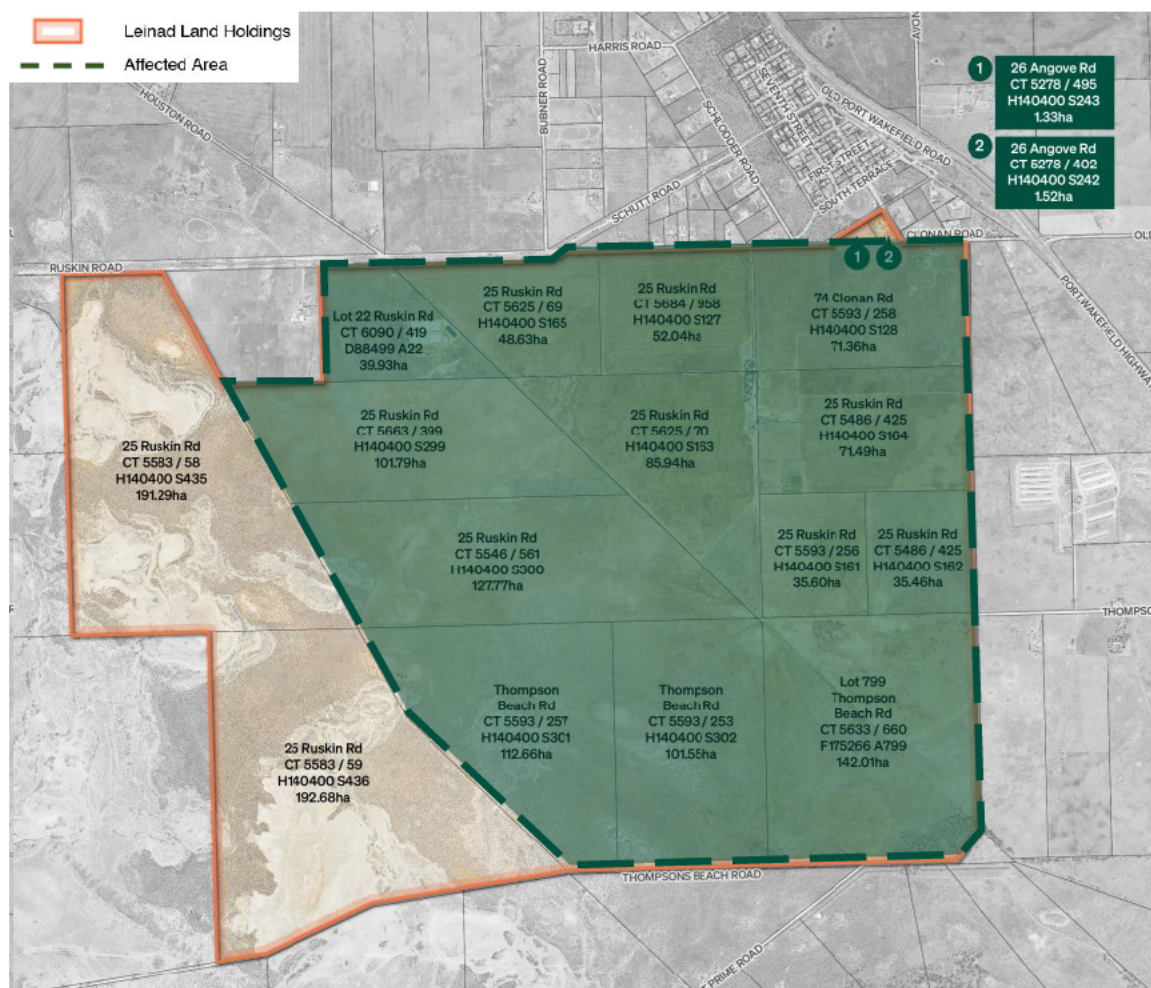 Leinad Land Holdings
Affected Area
HARRIS ROAD
BUBNER ROAD
HOUSTON ROAD
SCHLODDER ROAD
SEVENTH STREET
OLD PORT WAKEFIELD ROAD
FIRST STREET
SOUTH TERRACE
SCHUTT ROAD
AVON
1
26 Angove Rd
CT 5278 / 495
H140400 S243
1.33ha
2
26 Angove Rd
CT 5278 / 402
H140400 S242
1.52ha
RUSKIN ROAD
CLONAN ROAD
OLD
PORT WAKEFIELD HIGHWAY
1
2
Lot 22 Ruskin Rd
CT 6090 / 419
D88499 A22
39.93ha
25 Ruskin Rd
CT 5625 / 69
H140400 S165
48.63ha
25 Ruskin Rd
CT 5684 / 958
H140400 S127
52.04ha
74 Clonan Rd
CT 5593 / 258
H140400 S128
71.36ha
25 Ruskin Rd
CT 5583 / 58
H140400 S435
191.29ha
25 Ruskin Rd
CT 5663 / 399
H140400 S299
101.79ha
25 Ruskin Rd
CT 5625 / 70
H140400 S163
85.94ha
25 Ruskin Rd
CT 5486 / 425
H140400 S164
71.49ha
25 Ruskin Rd
CT 5546 / 561
H140400 S300
127.77ha
25 Ruskin Rd
CT 5593 / 256
H140400 S161
35.60ha
25 Ruskin Rd
CT 5486 / 425
H140400 S162
35.46ha
THOMPSO
25 Ruskin Rd
CT 5583 / 59
H140400 S436
192.68ha
Thompson
Beach Rd
CT 5593 / 257
H140400 S301
112.66ha
Thompson
Beach Rd
CT 5593 / 253
H140400 S302
101.55ha
Lot 799
Thompson
Beach Rd
CT 5633 / 660
F175266 A799
142.01ha
THOMPSONS BEACH ROAD
PRIME ROAD